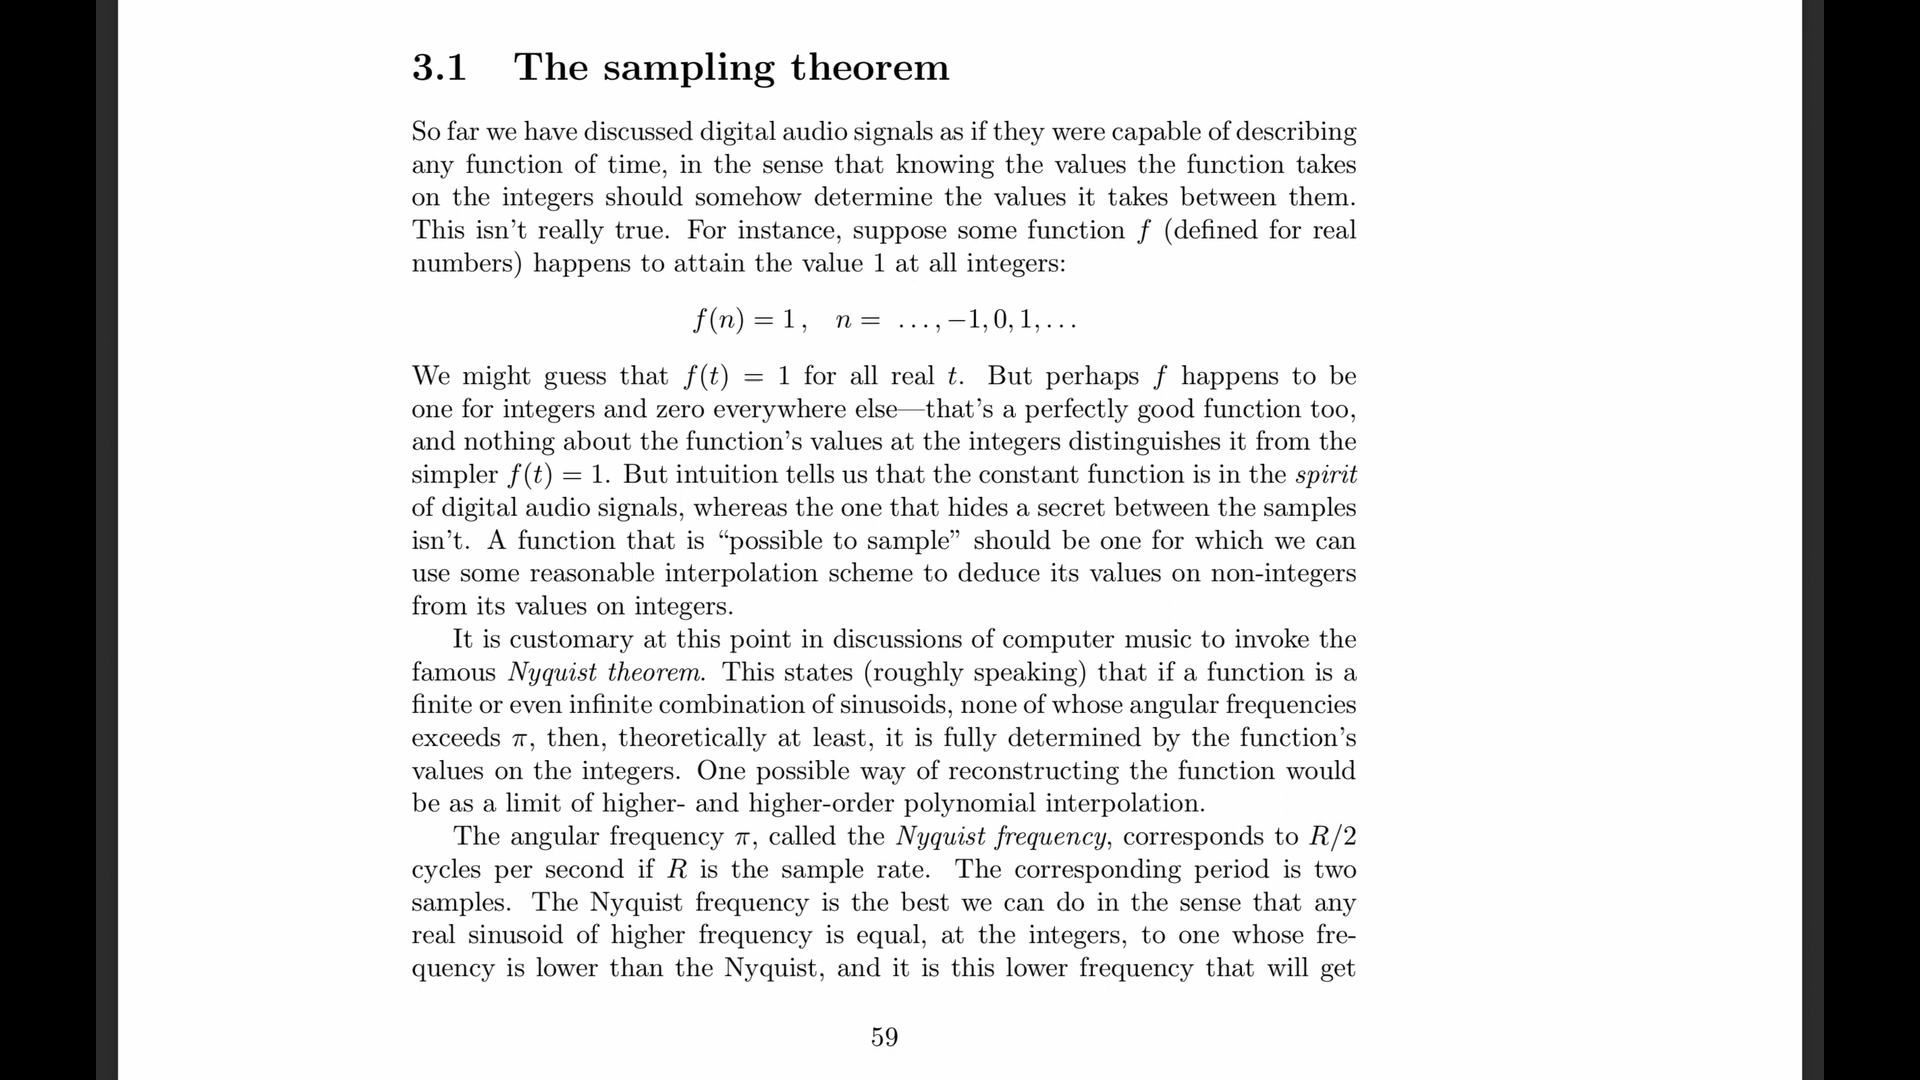 3.1 The sampling theorem
So far we have discussed digital audio signals as if they were capable of describing
any function of time, in the sense that knowing the values the function takes
on the integers should somehow determine the values it takes between them.
This isn't really true. For instance, suppose some function f (defined for real
numbers) happens to attain the value 1 at all integers:
f(n) = 1, n = ..., −1, 0, 1, ...
We might guess that f(t) = 1 for all real t. But perhaps f happens to be
one for integers and zero everywhere else—that's a perfectly good function too,
and nothing about the function's values at the integers distinguishes it from the
simpler f(t) = 1. But intuition tells us that the constant function is in the spirit
of digital audio signals, whereas the one that hides a secret between the samples
isn't. A function that is “possible to sample” should be one for which we can
use some reasonable interpolation scheme to deduce its values on non-integers
from its values on integers.
It is customary at this point in discussions of computer music to invoke the
famous Nyquist theorem. This states (roughly speaking) that if a function is a
finite or even infinite combination of sinusoids, none of whose angular frequencies
exceeds π, then, theoretically at least, it is fully determined by the function's
values on the integers. One possible way of reconstructing the function would
be as a limit of higher- and higher-order polynomial interpolation.
The angular frequency π, called the Nyquist frequency, corresponds to R/2
cycles per second if R is the sample rate. The corresponding period is two
samples. The Nyquist frequency is the best we can do in the sense that any
real sinusoid of higher frequency is equal, at the integers, to one whose fre-
quency is lower than the Nyquist, and it is this lower frequency that will get
59